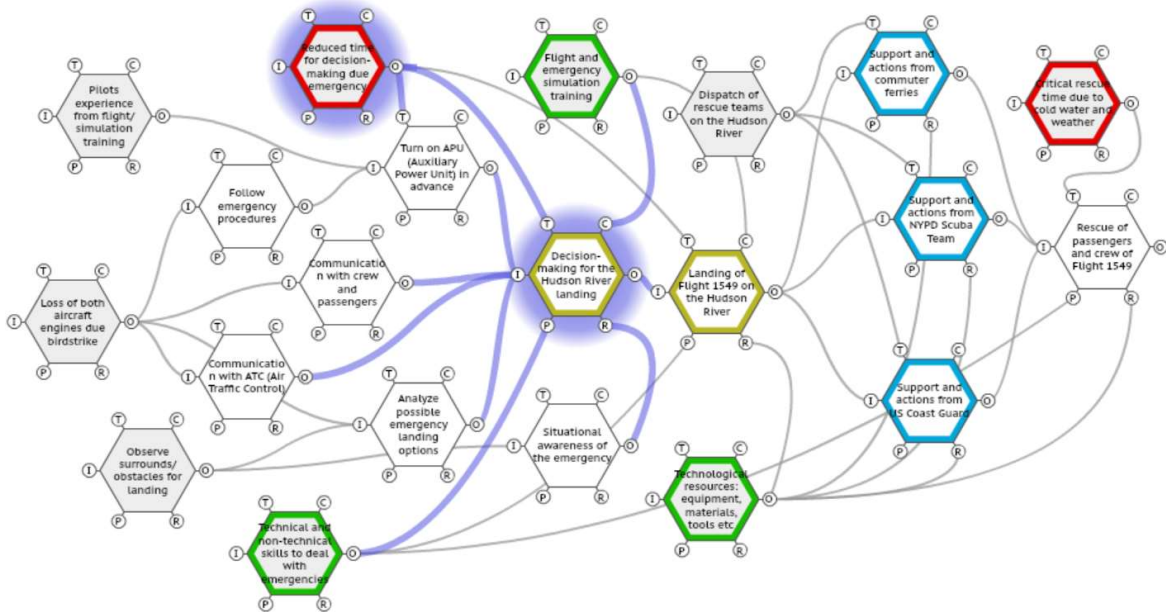 T C
I O
Reduced time
for decision-
making due
emergency
P R
T C
I O
Flight and
emergency
simulation
training
P R
T C
I O
Support and
actions from
commuter
ferries
P R
T C
I O
Pilots
experience
from flight/
simulation
training
P R
T C
I O
Dispatch of
rescue teams
on the Hudson
River
P R
T C
I O
Critical rescue
time due to
cold water and
weather
P R
T C
I O
Turn on APU
(Auxiliary
Power Unit) in
advance
P R
T C
I O
Follow
emergency
procedures
P R
T C
I O
Support and
actions from
NYPD Scuba
Team
P R
T C
I O
Communicatio
n with crew
and
passengers
P R
T C
I O
Decision-
making for the
Hudson River
landing
P R
T C
I O
Landing of
Flight 1549 on
the Hudson
River
P R
T C
I O
Rescue of
passengers
and crew of
Flight 1549
P R
T C
I O
Loss of both
aircraft
engines due
birdstrike
P R
T C
I O
Communicatio
n with ATC (Air
Traffic Control)
P R
T C
I O
Analyze
possible
emergency
landing
options
P R
T C
I O
Support and
actions from
US Coast Guard
P R
T C
I O
Observe
surrounds/
obstacles for
landing
P R
T C
I O
Situational
awareness of
the emergency
P R
T C
I O
Technological
resources:
equipment,
materials,
tools etc
P R
T C
I O
Technical and
non-technical
skills to deal
with
emergencies
P R